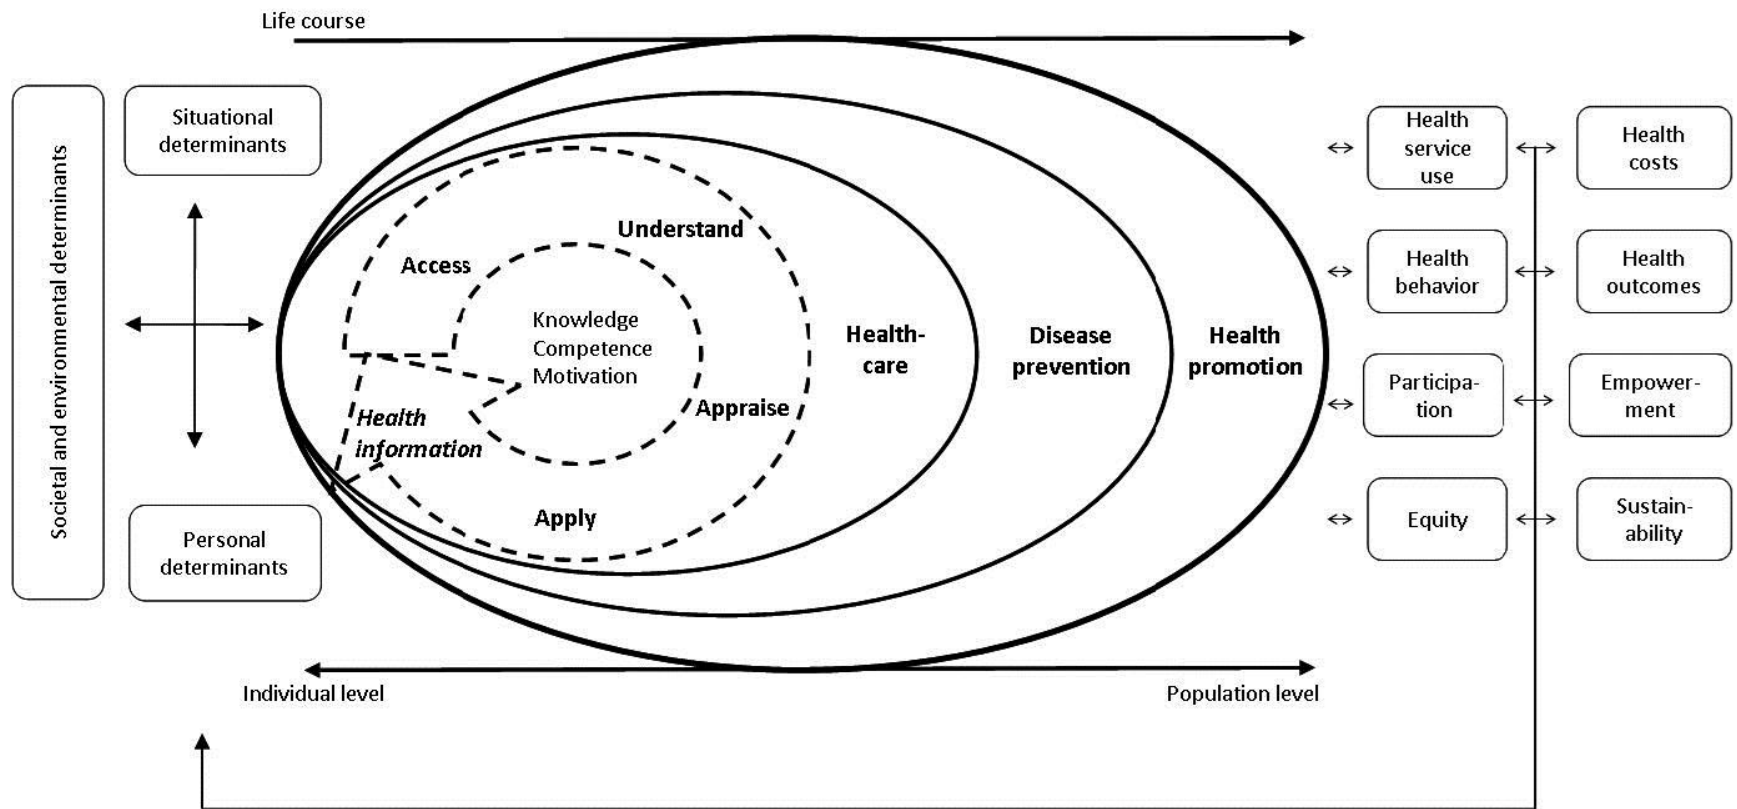 Life course
Societal and environmental determinants
Situational
determinants
Personal
determinants
Access
Understand
Knowledge
Competence
Motivation
Health
information
Appraise
Apply
Health-
care
Disease
prevention
Health
promotion
Health
service
use
Health
costs
Health
behavior
Health
outcomes
Participa-
tion
Empower-
ment
Equity
Sustain-
ability
Individual level
Population level